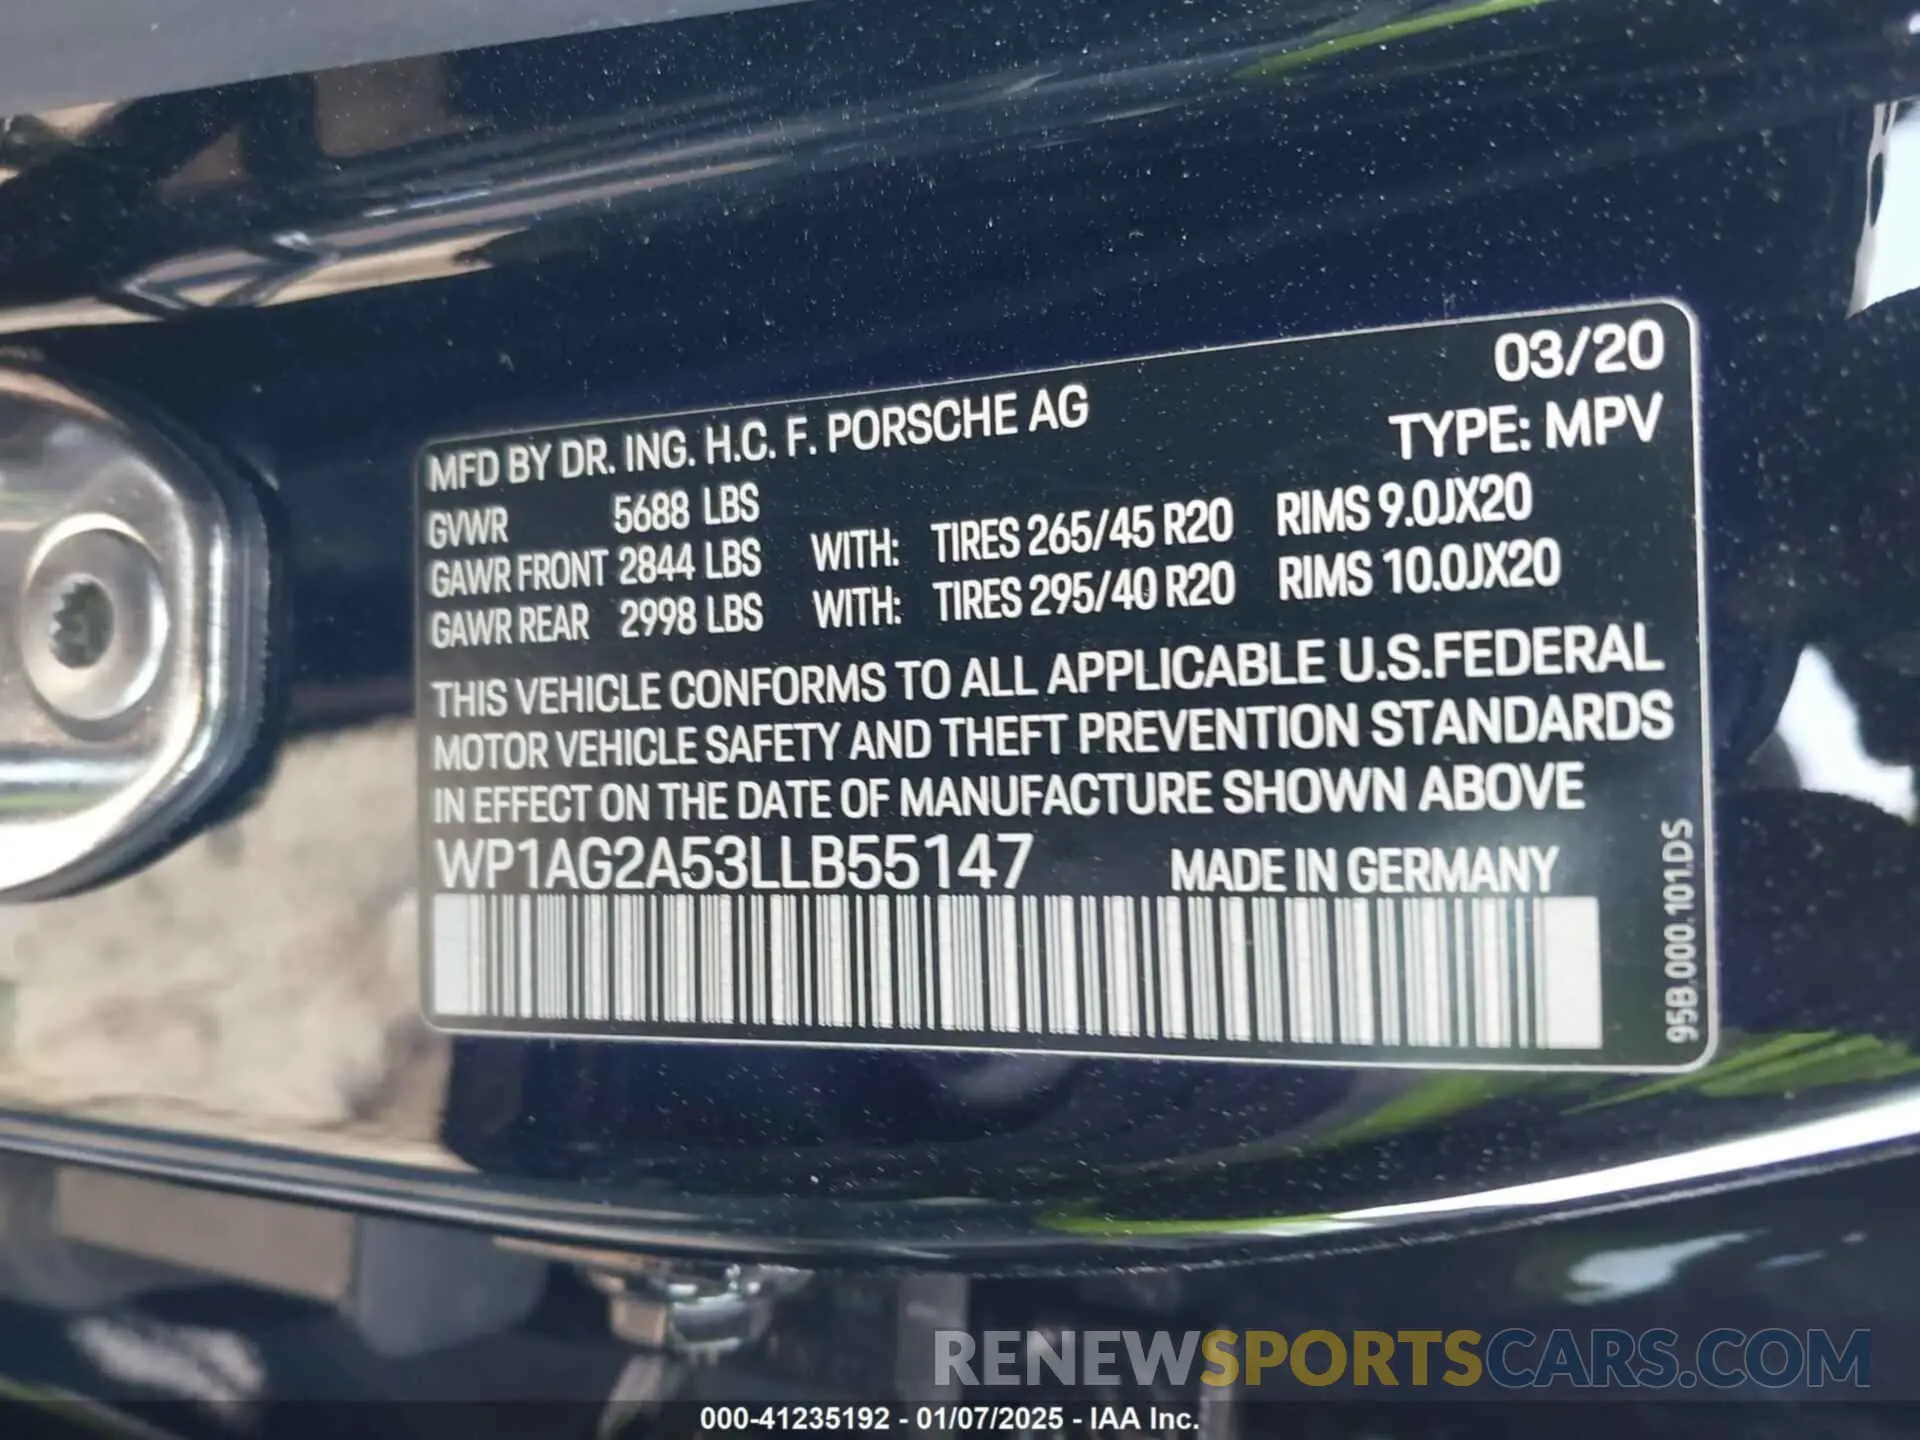 03/20
MFD BY DR. ING. H.C. F. PORSCHE AG TYPE: MPV
GVWR 5688 LBS
GAWR FRONT 2844 LBS WITH: TIRES 265/45 R20 RIMS 9.0JX20
GAWR REAR 2998 LBS WITH: TIRES 295/40 R20 RIMS 10.0JX20
THIS VEHICLE CONFORMS TO ALL APPLICABLE U.S.FEDERAL
MOTOR VEHICLE SAFETY AND THEFT PREVENTION STANDARDS
IN EFFECT ON THE DATE OF MANUFACTURE SHOWN ABOVE
WP1AG2A53LLB55147 MADE IN GERMANY
95B.000.101.DS
RENEWSPORTSCARS.COM
000-41235192 - 01/07/2025 - IAA Inc.